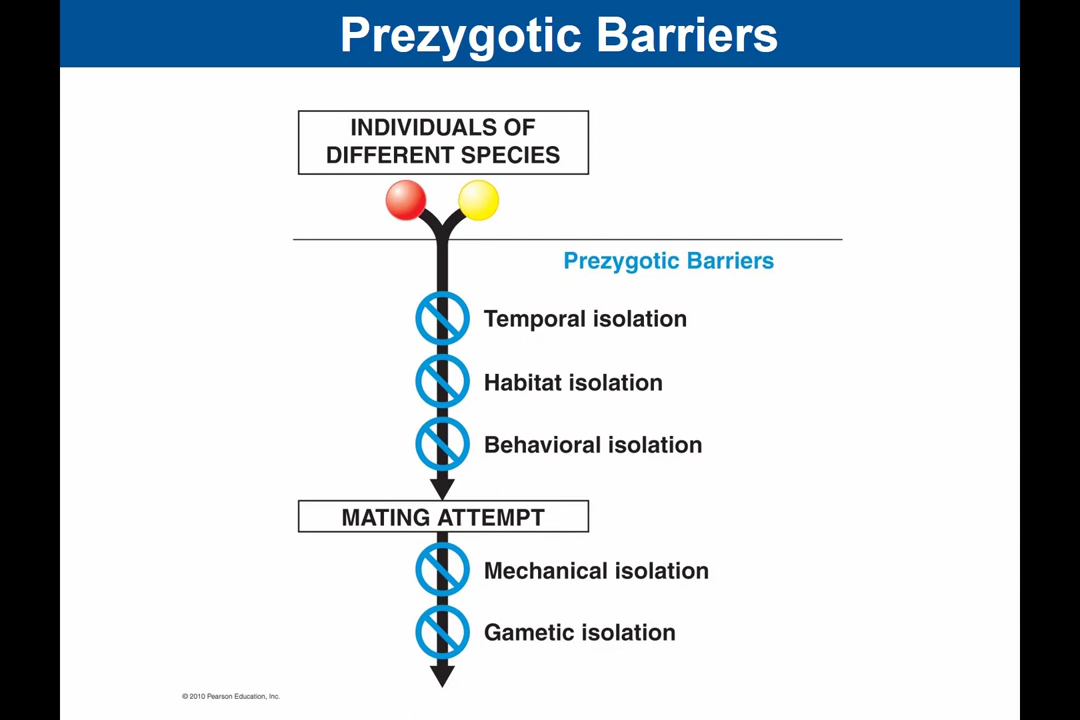 Prezygotic Barriers
INDIVIDUALS OF
DIFFERENT SPECIES
Prezygotic Barriers
Temporal isolation
Habitat isolation
Behavioral isolation
MATING ATTEMPT
Mechanical isolation
Gametic isolation
© 2010 Pearson Education, Inc.